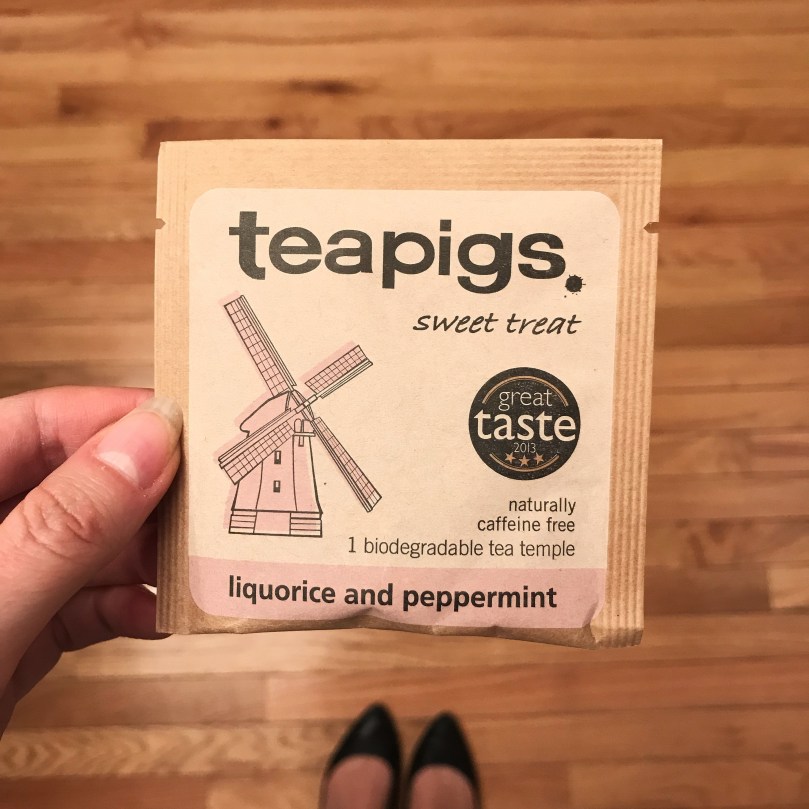 teapigs.
sweet treat
great
taste
2013
naturally
caffeine free
1 biodegradable tea temple
liquorice and peppermint